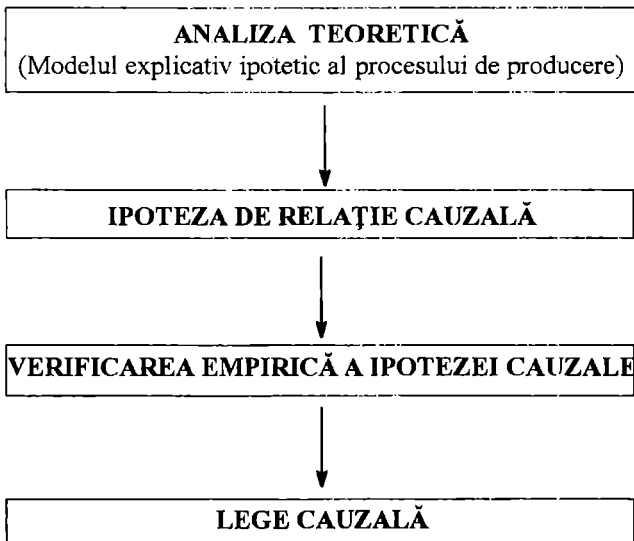 ANALIZA TEORETICĂ
(Modelul explicativ ipotetic al procesului de producere)
IPOTEZA DE RELAŢIE CAUZALĂ
VERIFICAREA EMPIRICĂ A IPOTEZEI CAUZALE
LEGE CAUZALĂ